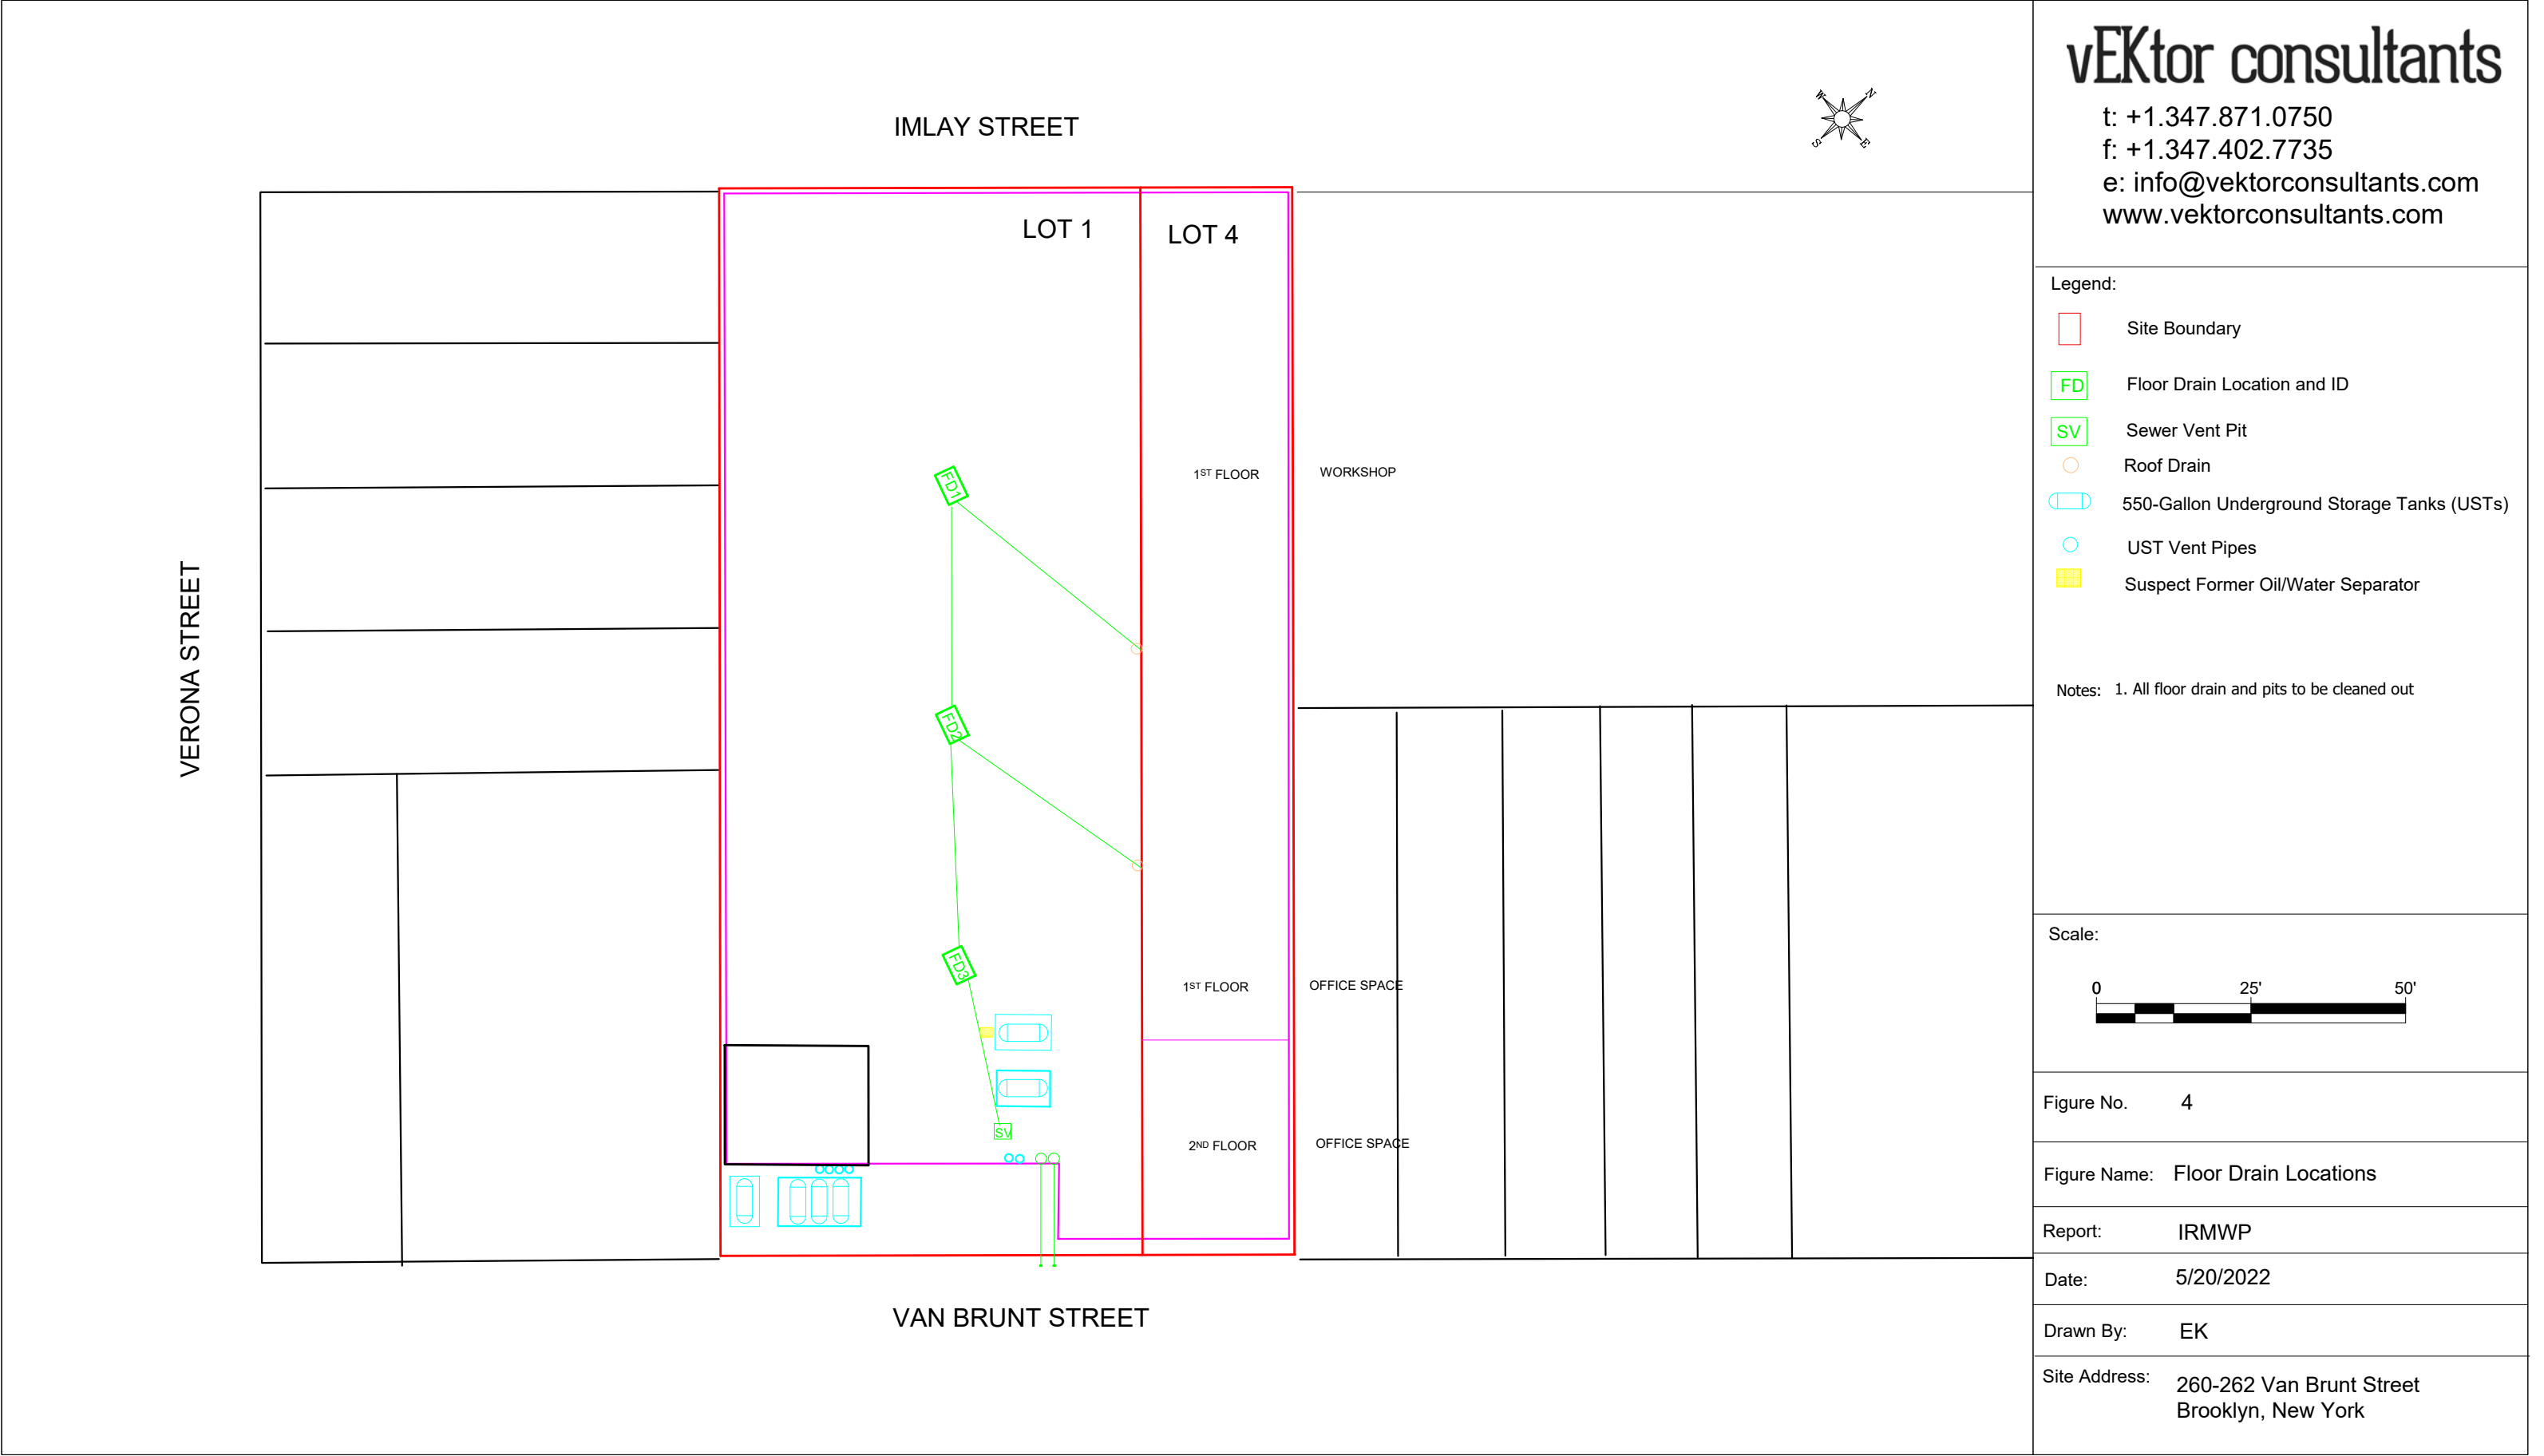 vEKtor consultants
t: +1.347.871.0750
f: +1.347.402.7735
e: info@vektorconsultants.com
www.vektorconsultants.com
IMLAY STREET
W
N
S
E
LOT 1
LOT 4
VERONA STREET
FD1
FD2
FD3
SV
1ST FLOOR
WORKSHOP
1ST FLOOR
OFFICE SPACE
2ND FLOOR
OFFICE SPACE
VAN BRUNT STREET
Legend:
Site Boundary
FD Floor Drain Location and ID
SV Sewer Vent Pit
Roof Drain
550-Gallon Underground Storage Tanks (USTs)
UST Vent Pipes
Suspect Former Oil/Water Separator
Notes: 1. All floor drain and pits to be cleaned out
Scale:
0 25' 50'
Figure No. 4
Figure Name: Floor Drain Locations
Report: IRMWP
Date: 5/20/2022
Drawn By: EK
Site Address: 260-262 Van Brunt Street
Brooklyn, New York